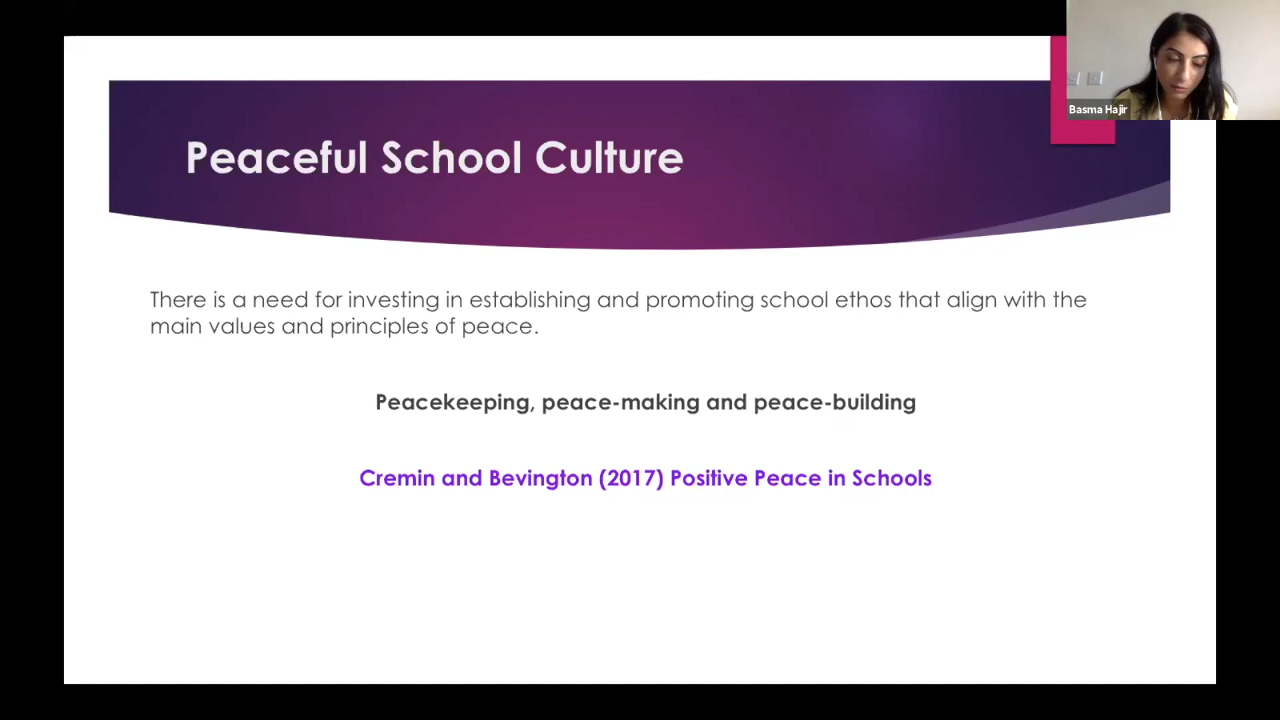 Basma Hajir
Peaceful School Culture
There is a need for investing in establishing and promoting school ethos that align with the
main values and principles of peace.
Peacekeeping, peace-making and peace-building
Cremin and Bevington (2017) Positive Peace in Schools